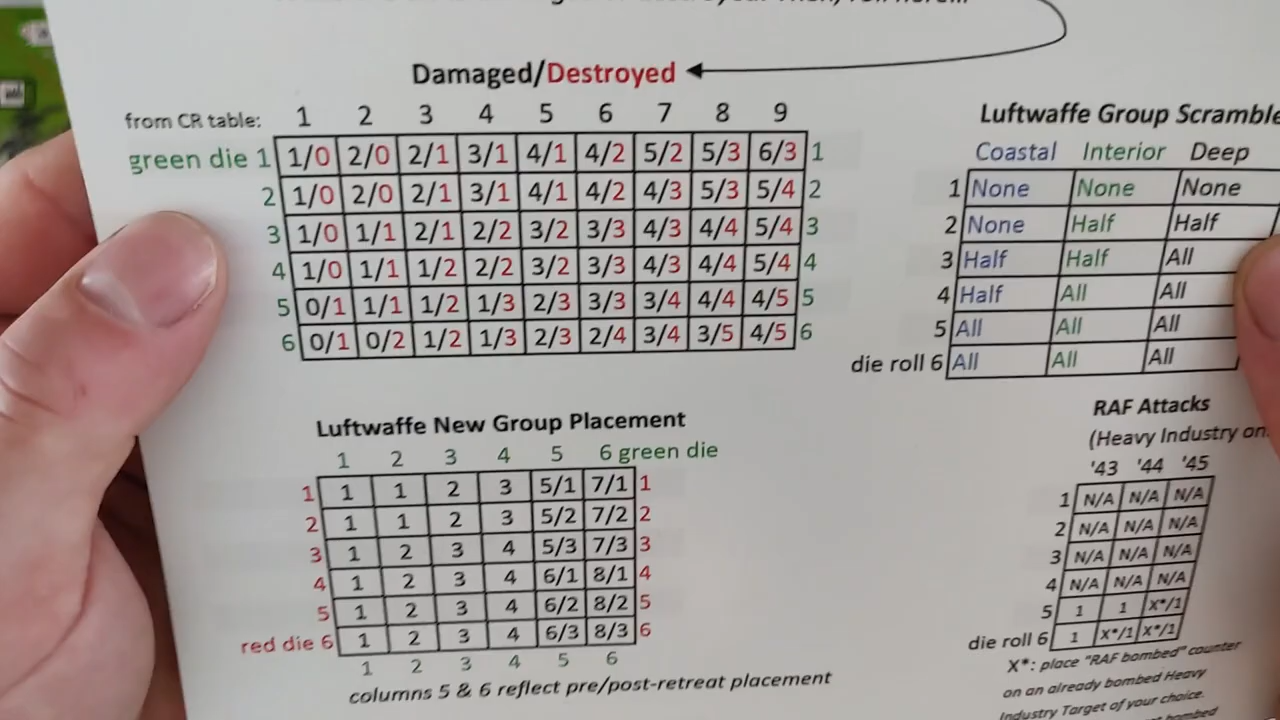 Damaged/Destroyed
from CR table: 1 2 3 4 5 6 7 8 9
green die 1 1/0 2/0 2/1 3/1 4/1 4/2 5/2 5/3 6/3 1
2 1/0 2/0 2/1 3/1 4/1 4/2 4/3 5/3 5/4 2
3 1/0 1/1 2/1 2/2 3/2 3/3 4/3 4/4 5/4 3
4 1/0 1/1 1/2 2/2 3/2 3/3 4/3 4/4 5/4 4
5 0/1 1/1 1/2 1/3 2/3 3/3 3/4 4/4 4/5 5
6 0/1 0/2 1/2 1/3 2/3 2/4 3/4 3/5 4/5 6
Luftwaffe Group Scramble
Coastal Interior Deep
1 None None None
2 None Half Half
3 Half Half All
4 Half All All
5 All All All
die roll 6 All All All
Luftwaffe New Group Placement
1 2 3 4 5 6 green die
1 1 1 2 3 5/1 7/1 1
2 1 1 2 3 5/2 7/2 2
3 1 2 3 4 5/3 7/3 3
4 1 2 3 4 6/1 8/1 4
5 1 2 3 4 6/2 8/2 5
red die 6 1 2 3 4 6/3 8/3 6
1 2 3 4 5 6
columns 5 & 6 reflect pre/post-retreat placement
RAF Attacks
(Heavy Industry
'43 '44 '45
1 N/A N/A N/A
2 N/A N/A N/A
3 N/A N/A N/A
4 N/A N/A N/A
5 1 1 X*/1
die roll 6 1 X*/1 X*/1
X*: place "RAF bombed" counter
on an already bombed Heavy
Industry Target of your choice.
bombed